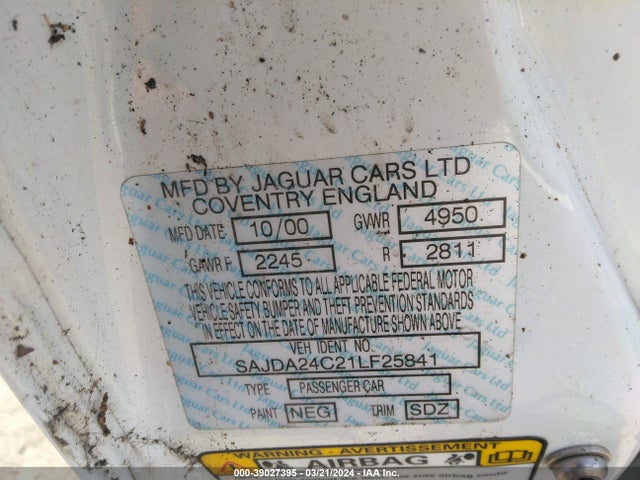 MFD BY JAGUAR CARS LTD
COVENTRY ENGLAND
MFD DATE 10/00 GVWR 4950
GAWR F 2245 R 2811
THIS VEHICLE CONFORMS TO ALL APPLICABLE FEDERAL MOTOR
VEHICLE SAFETY BUMPER AND THEFT PREVENTION STANDARDS
IN EFFECT ON THE DATE OF MANUFACTURE SHOWN ABOVE
VEH IDENT NO.
SAJDA24C21LF25841
TYPE PASSENGER CAR
PAINT NEG TRIM SDZ
WARNING - AVERTISSEMENT
AIRBAG
000-39027395 - 03/21/2024 - IAA Inc.